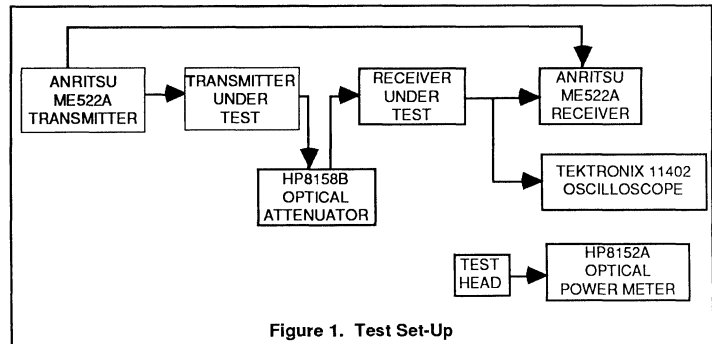 ANRITSU
ME522A
TRANSMITTER
TRANSMITTER
UNDER
TEST
RECEIVER
UNDER
TEST
ANRITSU
ME522A
RECEIVER
HP8158B
OPTICAL
ATTENUATOR
TEKTRONIX 11402
OSCILLOSCOPE
TEST
HEAD
HP8152A
OPTICAL
POWER METER
Figure 1. Test Set-Up